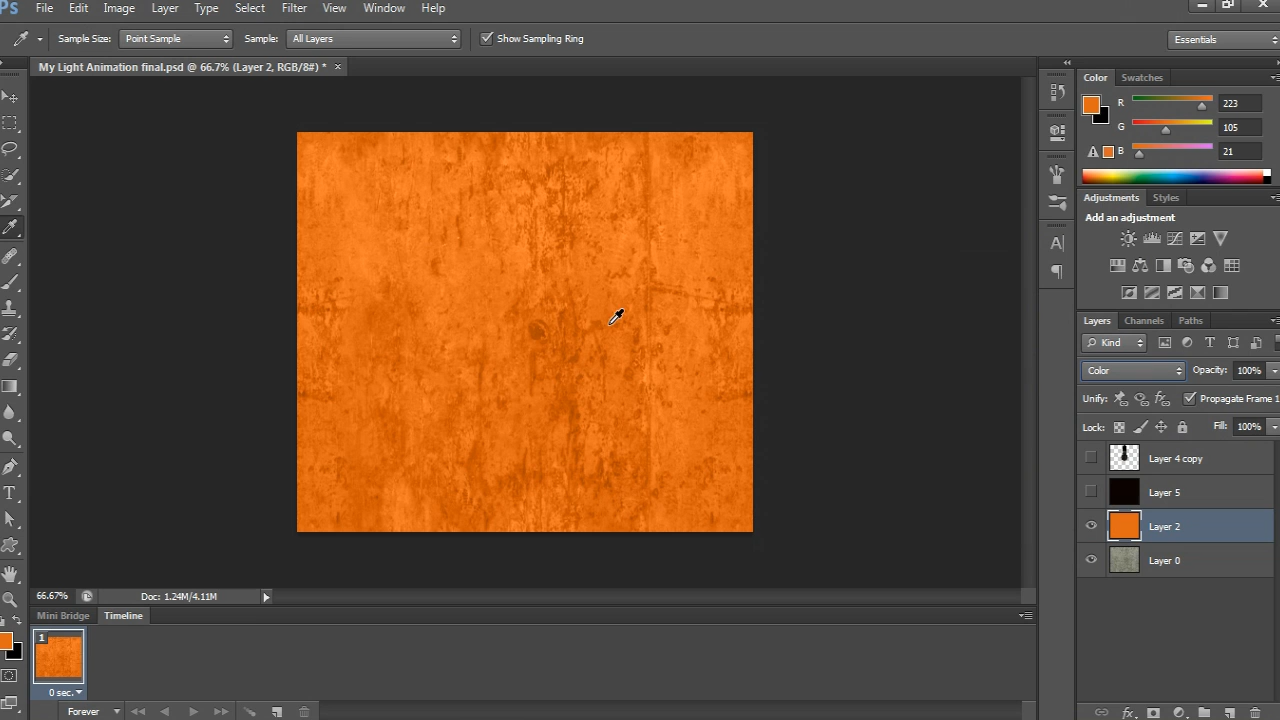 Ps File Edit Image Layer Type Select Filter View Window Help
Sample Size: Point Sample Sample: All Layers Show Sampling Ring Essentials
My Light Animation final.psd @ 66.7% (Layer 2, RGB/8#) * ×
Color Swatches
R 223
G 105
B 21
Adjustments Styles
Add an adjustment
Layers Channels Paths
Kind
Color Opacity: 100%
Unify: Propagate Frame 1
Lock: Fill: 100%
Layer 4 copy
Layer 5
Layer 2
Layer 0
66.67% Doc: 1.24M/4.11M
Mini Bridge Timeline
1
0 sec.
Forever